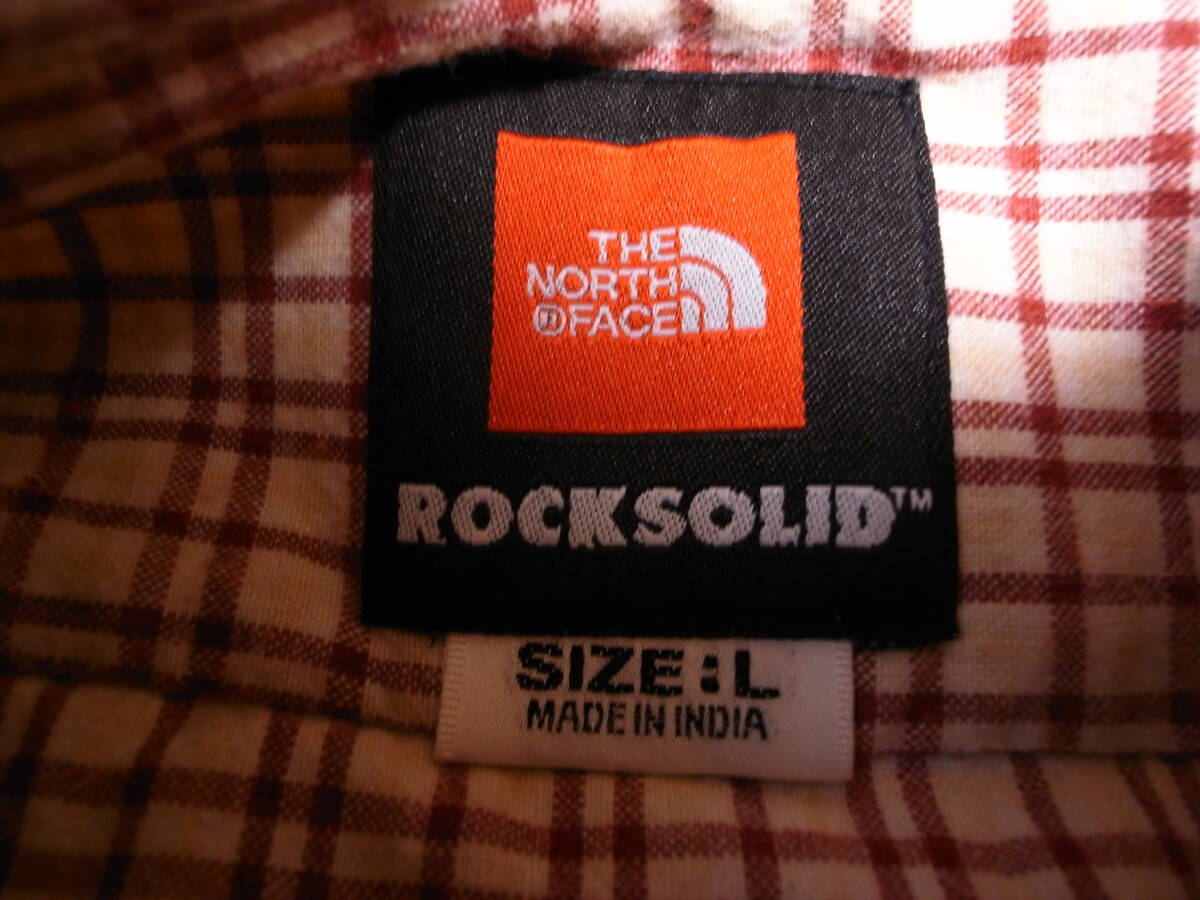 THE
NORTH
®FACE
ROCKSOLID™
SIZE:L
MADE IN INDIA